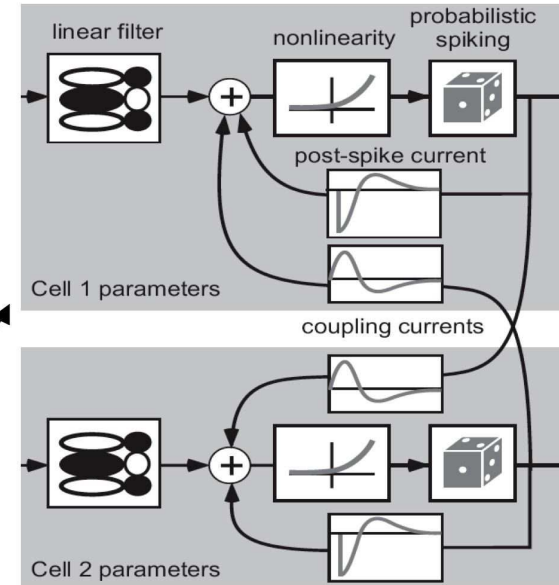 linear filter
nonlinearity
probabilistic
spiking
post-spike current
Cell 1 parameters
coupling currents
Cell 2 parameters